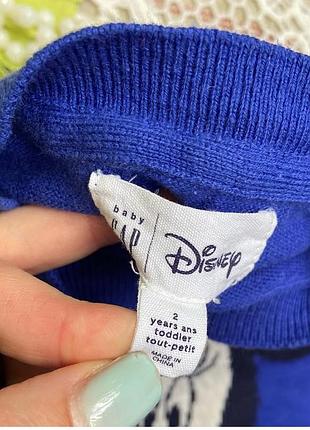 baby
GAP
Disney
2
years ans
toddler
tout-petit
MADE IN
CHINA